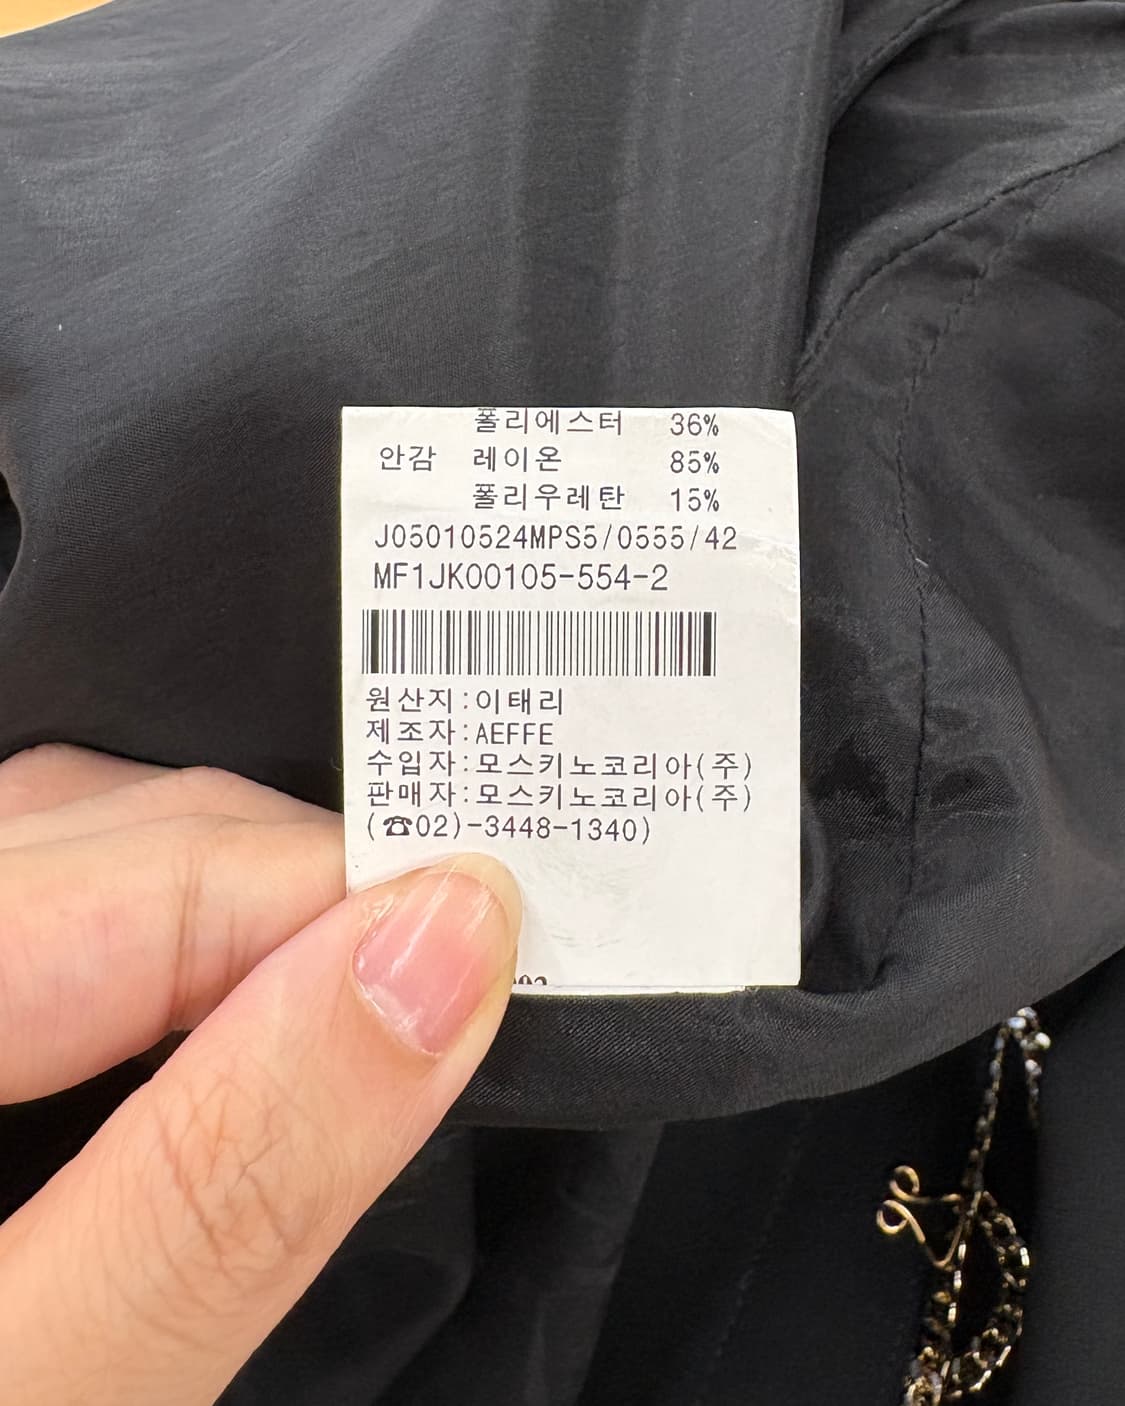 폴리에스터 36%
안감 레이온 85%
폴리우레탄 15%
J05010524MPS5/0555/42
MF1JK00105-554-2
원산지:이태리
제조자:AEFFE
수입자:모스키노코리아(주)
판매자:모스키노코리아(주)
(☎02)-3448-1340)